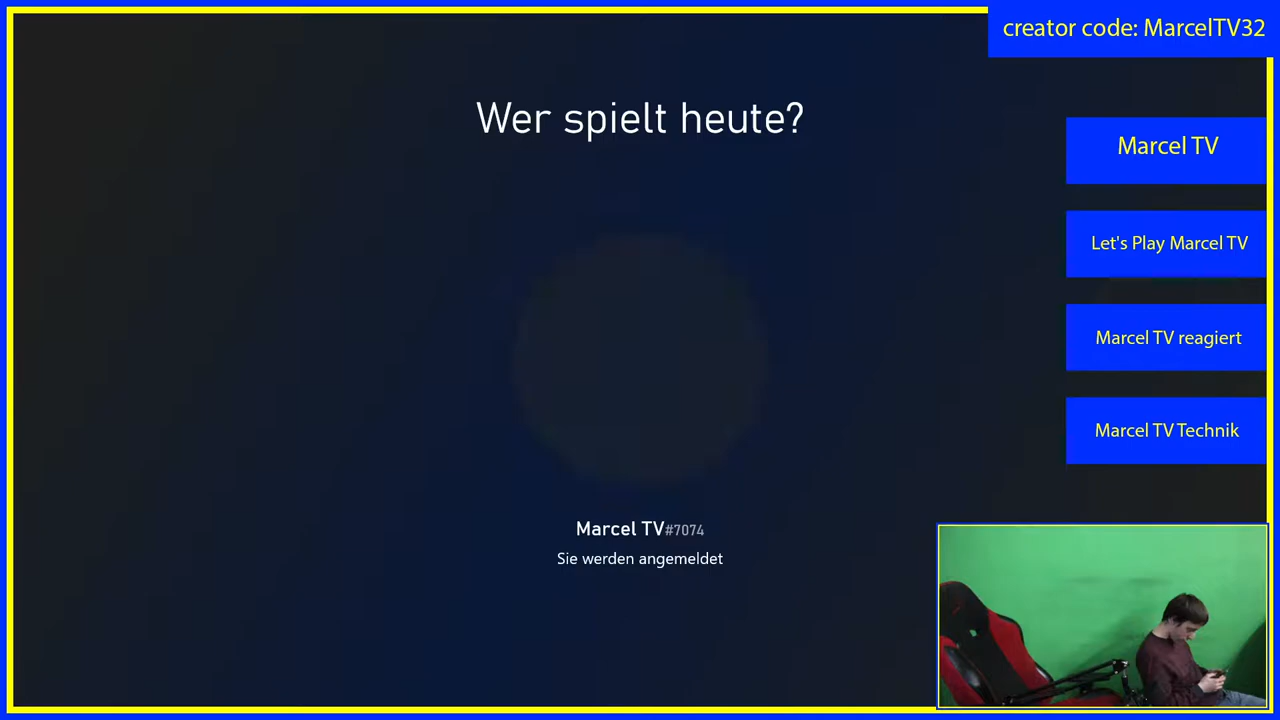 creator code: MarcelTV32
Wer spielt heute?
Marcel TV
Let's Play Marcel TV
Marcel TV reagiert
Marcel TV Technik
Marcel TV#7074
Sie werden angemeldet